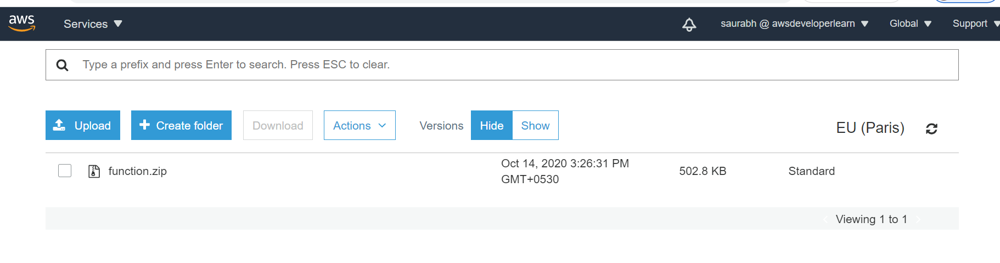 aws Services saurabh @ awsdeveloperlearn Global Support
Type a prefix and press Enter to search. Press ESC to clear.
Upload Create folder Download Actions Versions Hide Show EU (Paris)
function.zip Oct 14, 2020 3:26:31 PM 502.8 KB Standard
GMT+0530
Viewing 1 to 1